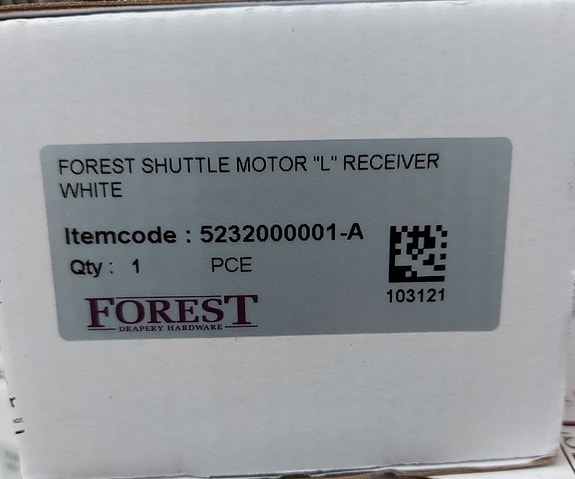 FOREST SHUTTLE MOTOR "L" RECEIVER
WHITE
Itemcode : 5232000001-A
Qty : 1 PCE
103121
FOREST
DRAPERY HARDWARE